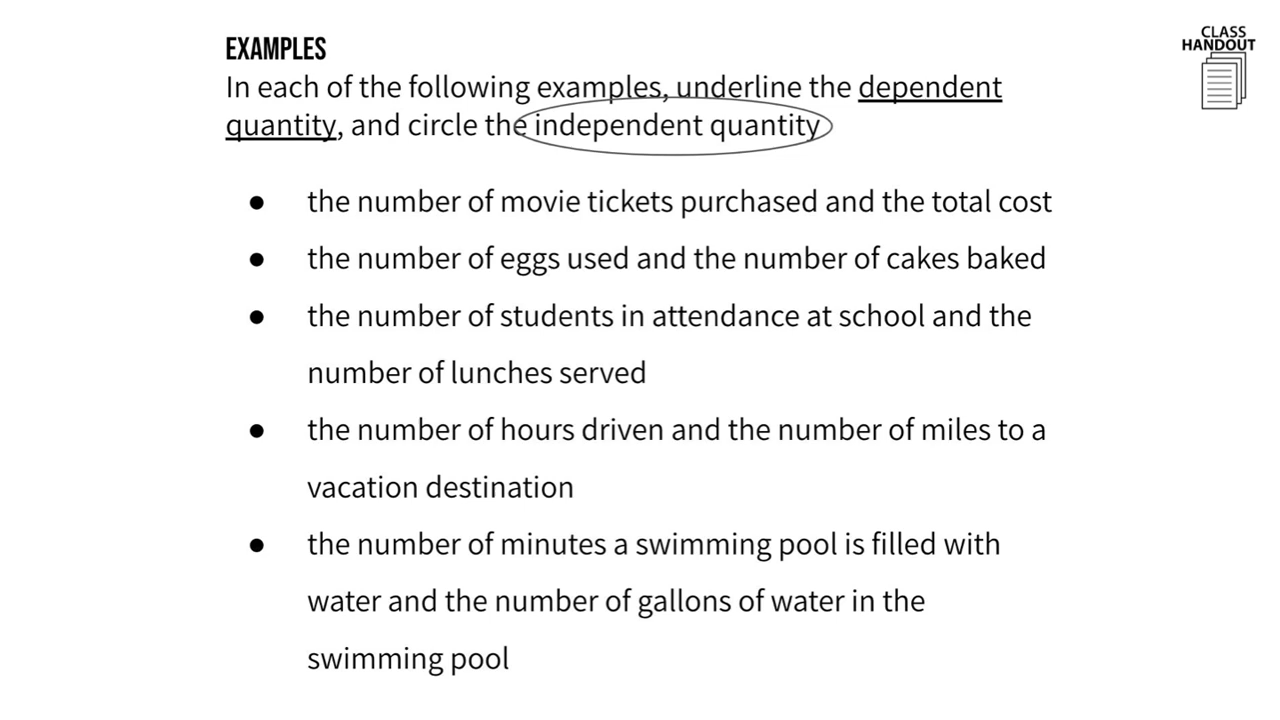 EXAMPLES
CLASS
HANDOUT
In each of the following examples, underline the dependent
quantity, and circle the independent quantity
● the number of movie tickets purchased and the total cost
● the number of eggs used and the number of cakes baked
● the number of students in attendance at school and the
number of lunches served
● the number of hours driven and the number of miles to a
vacation destination
● the number of minutes a swimming pool is filled with
water and the number of gallons of water in the
swimming pool